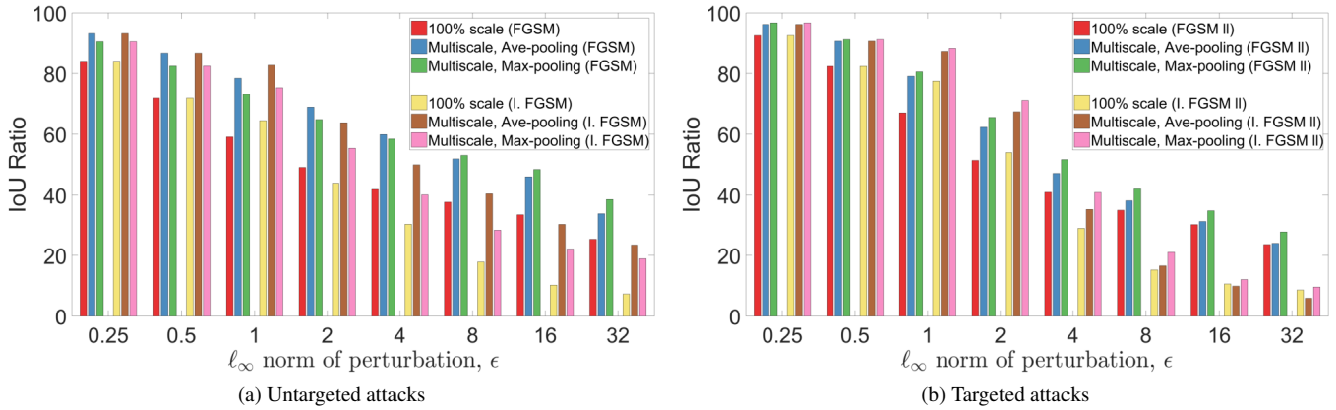 100
80
60
40
20
0
IoU Ratio
100% scale (FGSM)
Multiscale, Ave-pooling (FGSM)
Multiscale, Max-pooling (FGSM)
100% scale (I. FGSM)
Multiscale, Ave-pooling (I. FGSM)
Multiscale, Max-pooling (I. FGSM)
0.25 0.5 1 2 4 8 16 32
ℓ∞ norm of perturbation, ϵ
(a) Untargeted attacks
100
80
60
40
20
0
IoU Ratio
100% scale (FGSM ll)
Multiscale, Ave-pooling (FGSM ll)
Multiscale, Max-pooling (FGSM ll)
100% scale (I. FGSM ll)
Multiscale, Ave-pooling (I. FGSM ll)
Multiscale, Max-pooling (I. FGSM ll)
0.25 0.5 1 2 4 8 16 32
ℓ∞ norm of perturbation, ϵ
(b) Targeted attacks